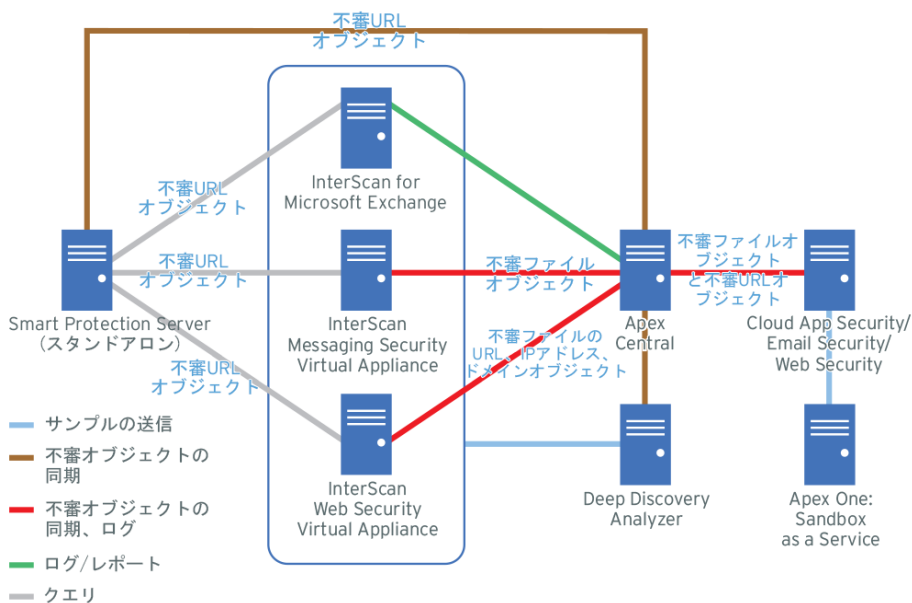 不審URL
オブジェクト
InterScan for
Microsoft Exchange
不審URL
オブジェクト
不審URL
オブジェクト
不審ファイル
オブジェクト
不審ファイルオ
ブジェクト
と不審URLオ
ブジェクト
Smart Protection Server
(スタンドアロン)
InterScan
Messaging Security
Virtual Appliance
Apex
Central
Cloud App Security/
Email Security/
Web Security
不審URL
オブジェクト
不審ファイルの
URL、IPアドレス、
ドメインオブジェクト
InterScan
Web Security
Virtual Appliance
Deep Discovery
Analyzer
Apex One:
Sandbox
as a Service
サンプルの送信
不審オブジェクトの
同期
不審オブジェクトの
同期、ログ
ログ/レポート
クエリ